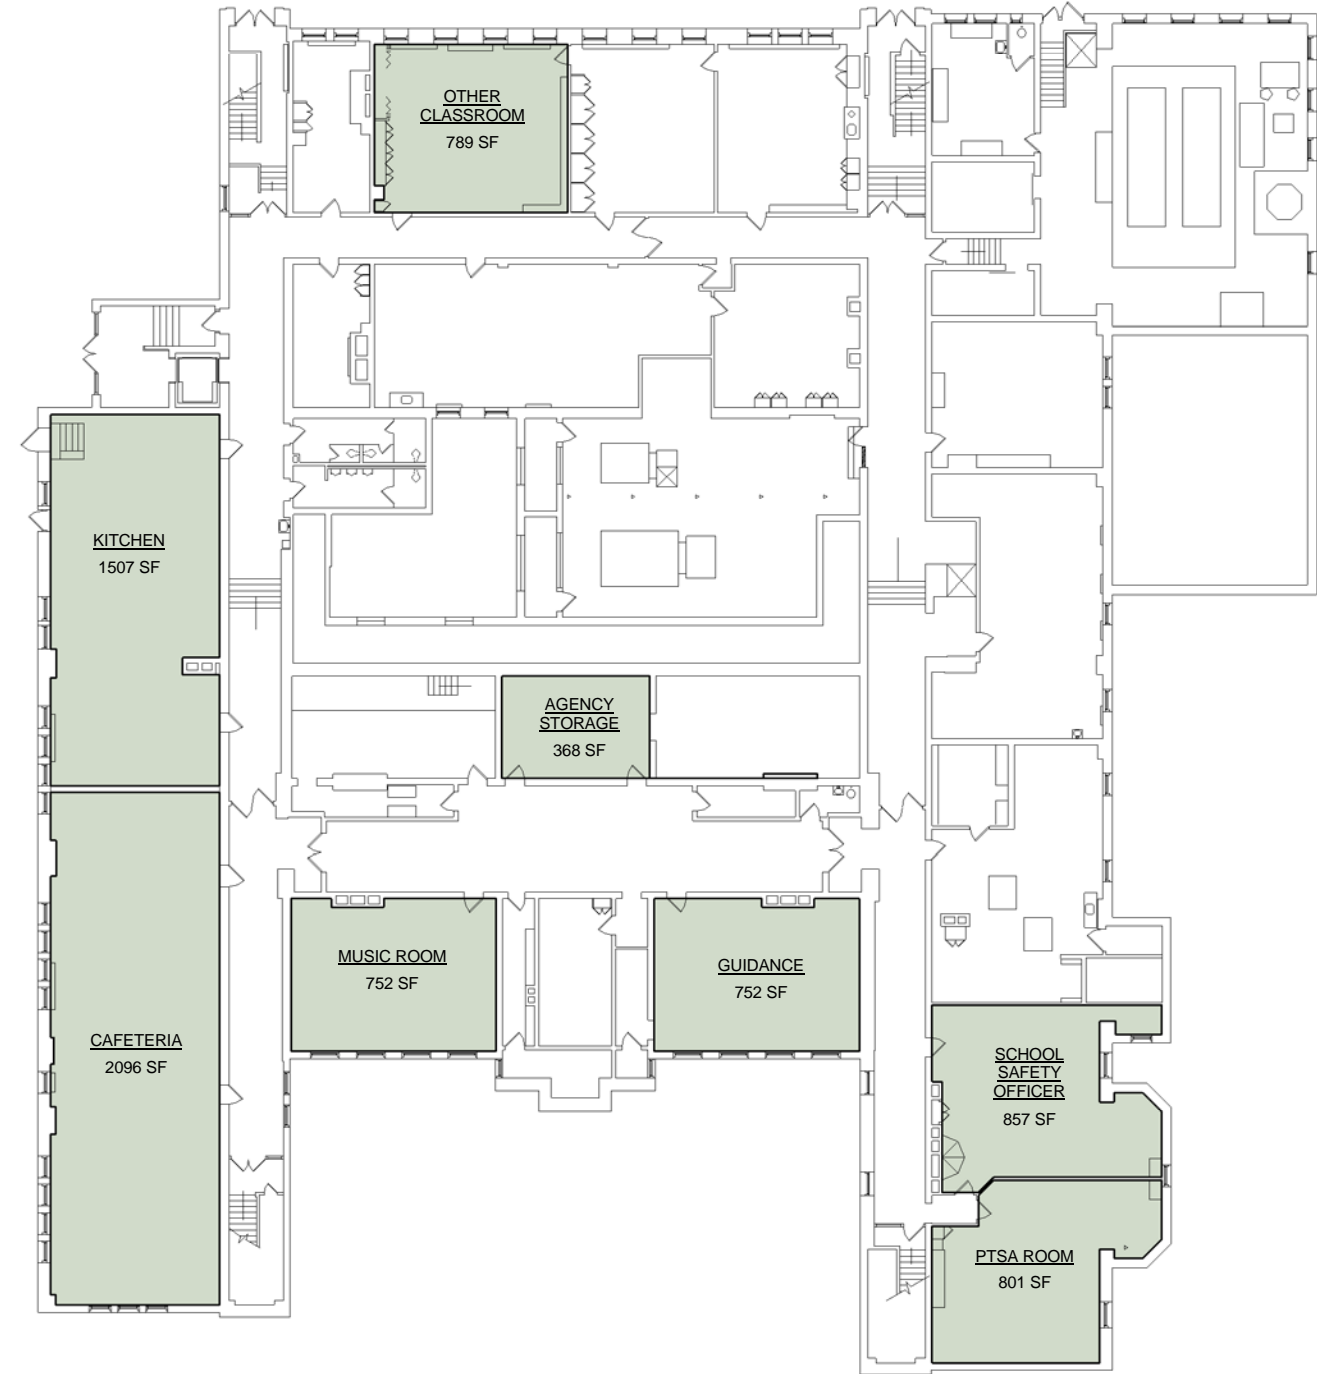 OTHER
CLASSROOM
789 SF
KITCHEN
1507 SF
AGENCY
STORAGE
368 SF
MUSIC ROOM
752 SF
GUIDANCE
752 SF
CAFETERIA
2096 SF
SCHOOL
SAFETY
OFFICER
857 SF
PTSA ROOM
801 SF